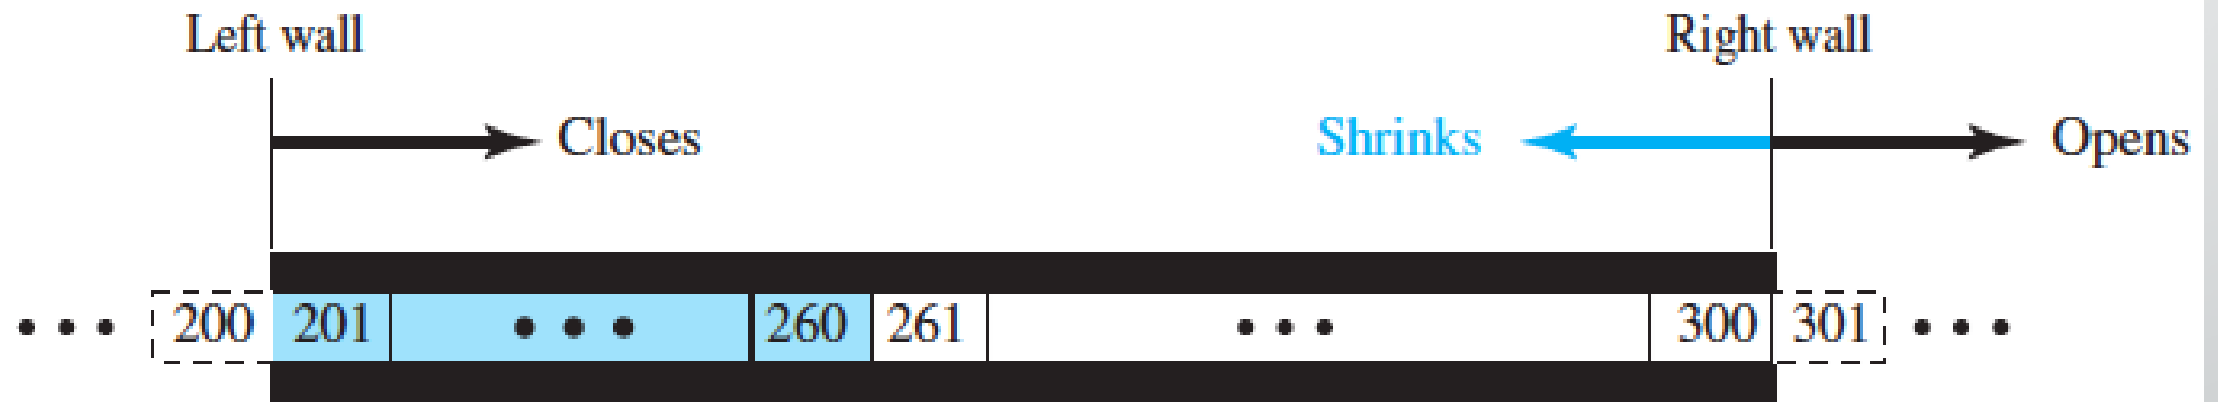 Left wall Right wall
Closes Shrinks Opens
••• 200 201 ••• 260 261 ••• 300 301 •••